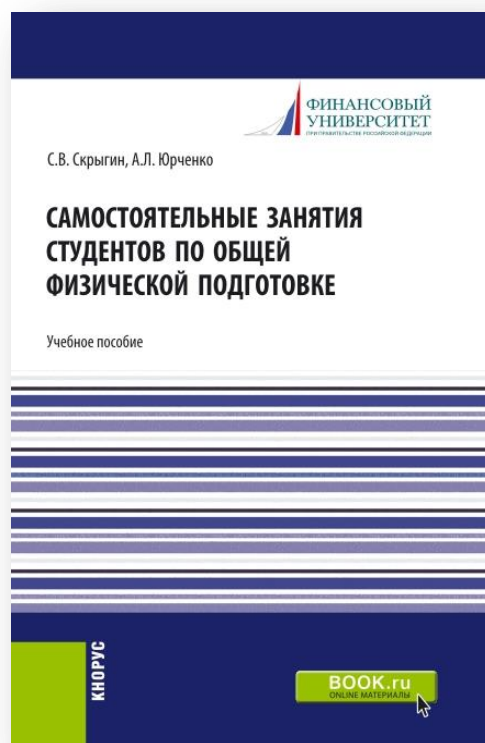 ФИНАНСОВЫЙ
УНИВЕРСИТЕТ
ПРИ ПРАВИТЕЛЬСТВЕ РОССИЙСКОЙ ФЕДЕРАЦИИ
С.В. Скрыгин, А.Л. Юрченко
САМОСТОЯТЕЛЬНЫЕ ЗАНЯТИЯ
СТУДЕНТОВ ПО ОБЩЕЙ
ФИЗИЧЕСКОЙ ПОДГОТОВКЕ
Учебное пособие
КНОРУС
BOOK.ru
ONLINE МАТЕРИАЛЫ